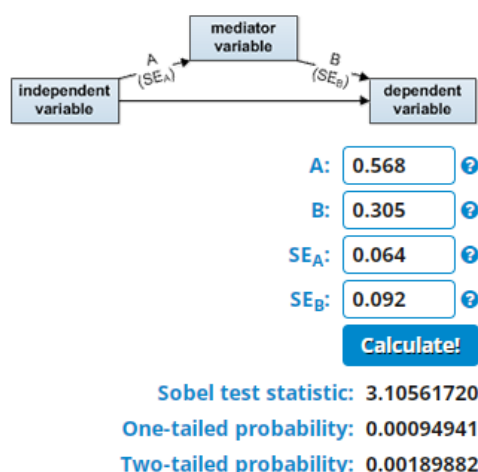 mediator
variable
A
(SEA)
B
(SEB)
independent
variable
dependent
variable
A: 0.568 ?
B: 0.305 ?
SEA: 0.064 ?
SEB: 0.092 ?
Calculate!
Sobel test statistic: 3.10561720
One-tailed probability: 0.00094941
Two-tailed probability: 0.00189882